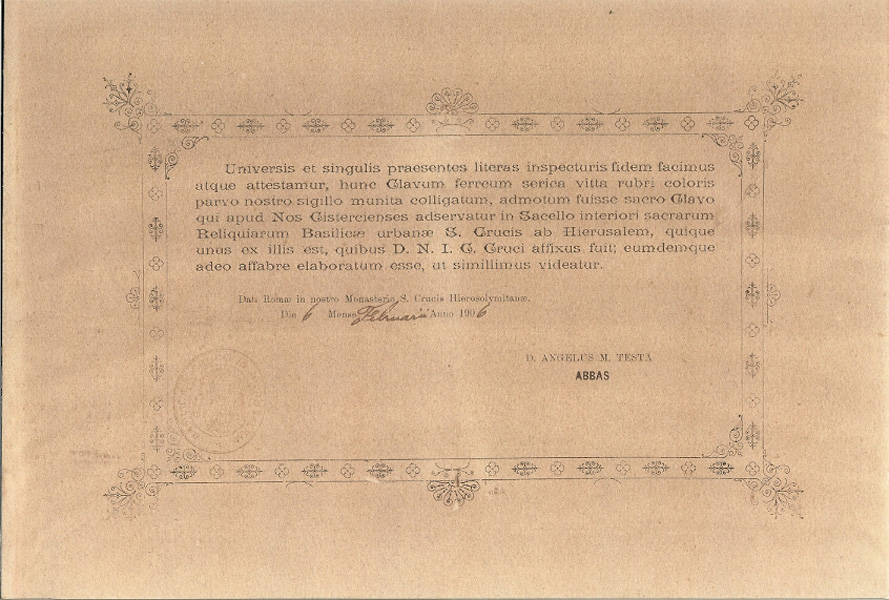 Universis et singulis praesentes literas inspecturis fidem facimus
atque attestamur, hunc Clavum ferreum serica vitta rubri coloris
parvo nostro sigillo munita colligatum, admotum fuisse sacro Clavo
qui apud Nos Cistercienses adservatur in Sacello interiori sacrarum
Reliquiarum Basilicæ urbanæ S. Crucis ab Hierosalem, quique
unus ex illis est, quibus D. N. I. C. Cruci affixus fuit; eumdemque
adeo affabre elaboratum esse, ut simillimus videatur.
Dat. Romæ in nostro Monasterio S. Crucis Hierosolymitanæ.
Die 6 Mense Februarii Anno 1906
D. ANGELUS M. TESTA
ABBAS